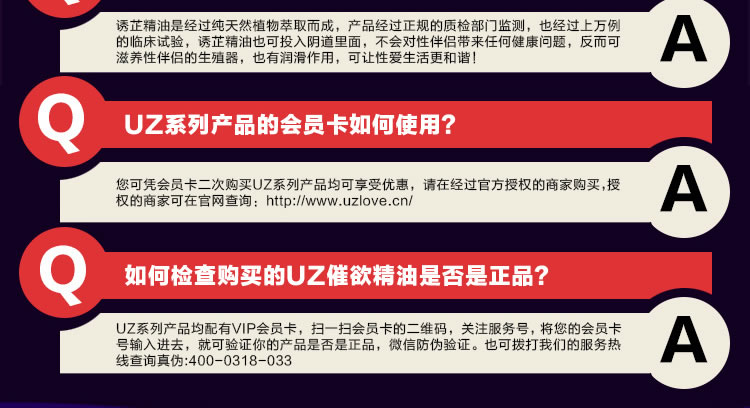 诱芷精油是经过纯天然植物萃取而成，产品经过正规的质检部门监测，也经过上万例
的临床试验，诱芷精油也可投入阴道里面，不会对性伴侣带来任何健康问题，反而可
滋养性伴侣的生殖器，也有润滑作用，可让性爱生活更和谐！
A
Q
UZ系列产品的会员卡如何使用？
您可凭会员卡二次购买UZ系列产品均可享受优惠，请在经过官方授权的商家购买，授
权的商家可在官网查询：http://www.uzlove.cn/
A
Q
如何检查购买的UZ催欲精油是否是正品？
UZ系列产品均配有VIP会员卡，扫一扫会员卡的二维码，关注服务号，将您的会员卡
号输入进去，就可验证你的产品是否是正品，微信防伪验证。也可拨打我们的服务热
线查询真伪:400-0318-033
A